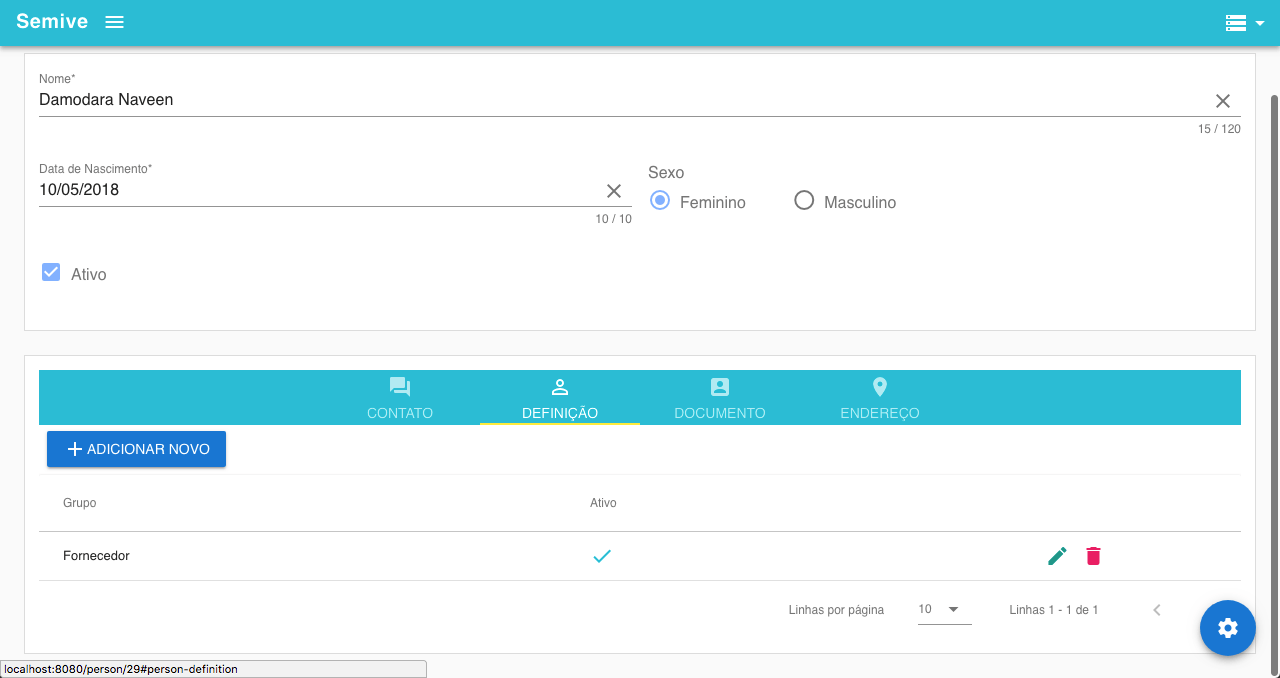 Semive
Nome*
Damodara Naveen
15 / 120
Data de Nascimento*
10/05/2018
10 / 10
Sexo
Feminino
Masculino
Ativo
CONTATO
DEFINIÇÃO
DOCUMENTO
ENDEREÇO
ADICIONAR NOVO
Grupo Ativo
Fornecedor
Linhas por página 10 Linhas 1 - 1 de 1
localhost:8080/person/29#person-definition